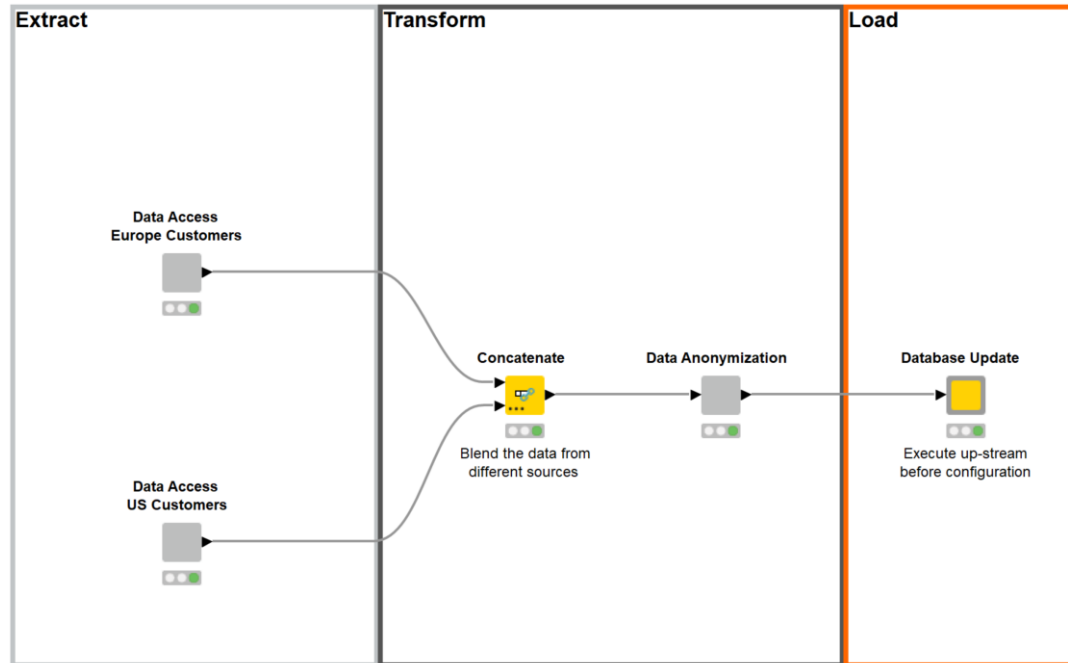 Extract
Transform
Load
Data Access
Europe Customers
Concatenate
Data Anonymization
Database Update
Blend the data from
different sources
Execute up-stream
before configuration
Data Access
US Customers